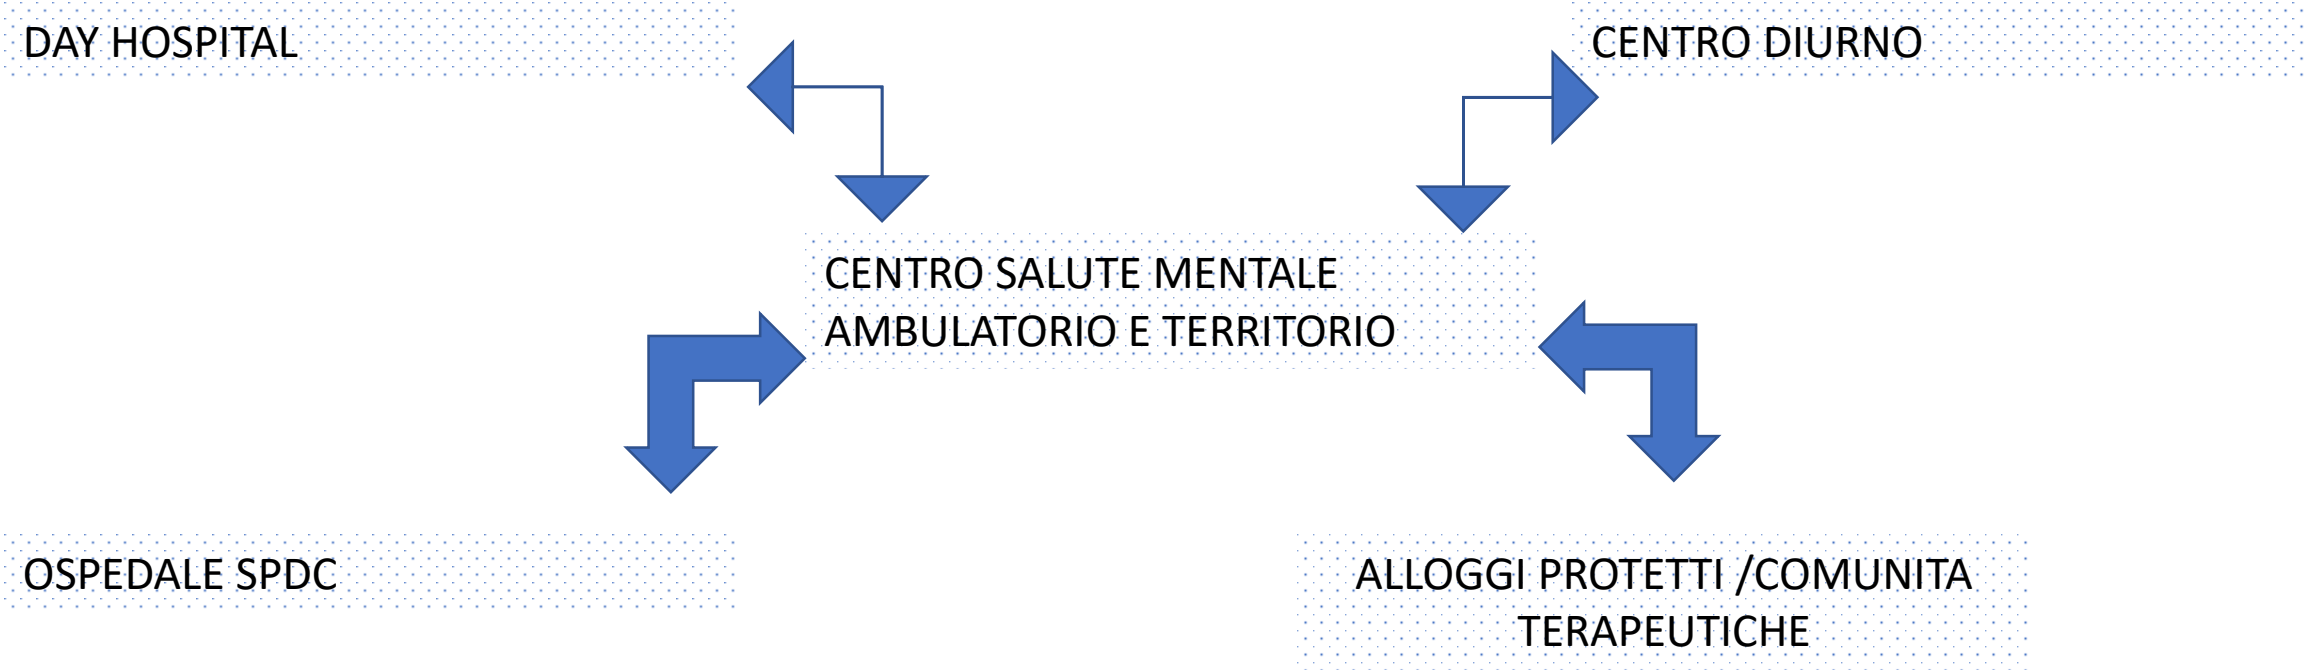 DAY HOSPITAL
CENTRO DIURNO
CENTRO SALUTE MENTALE
AMBULATORIO E TERRITORIO
OSPEDALE SPDC
ALLOGGI PROTETTI /COMUNITA
TERAPEUTICHE